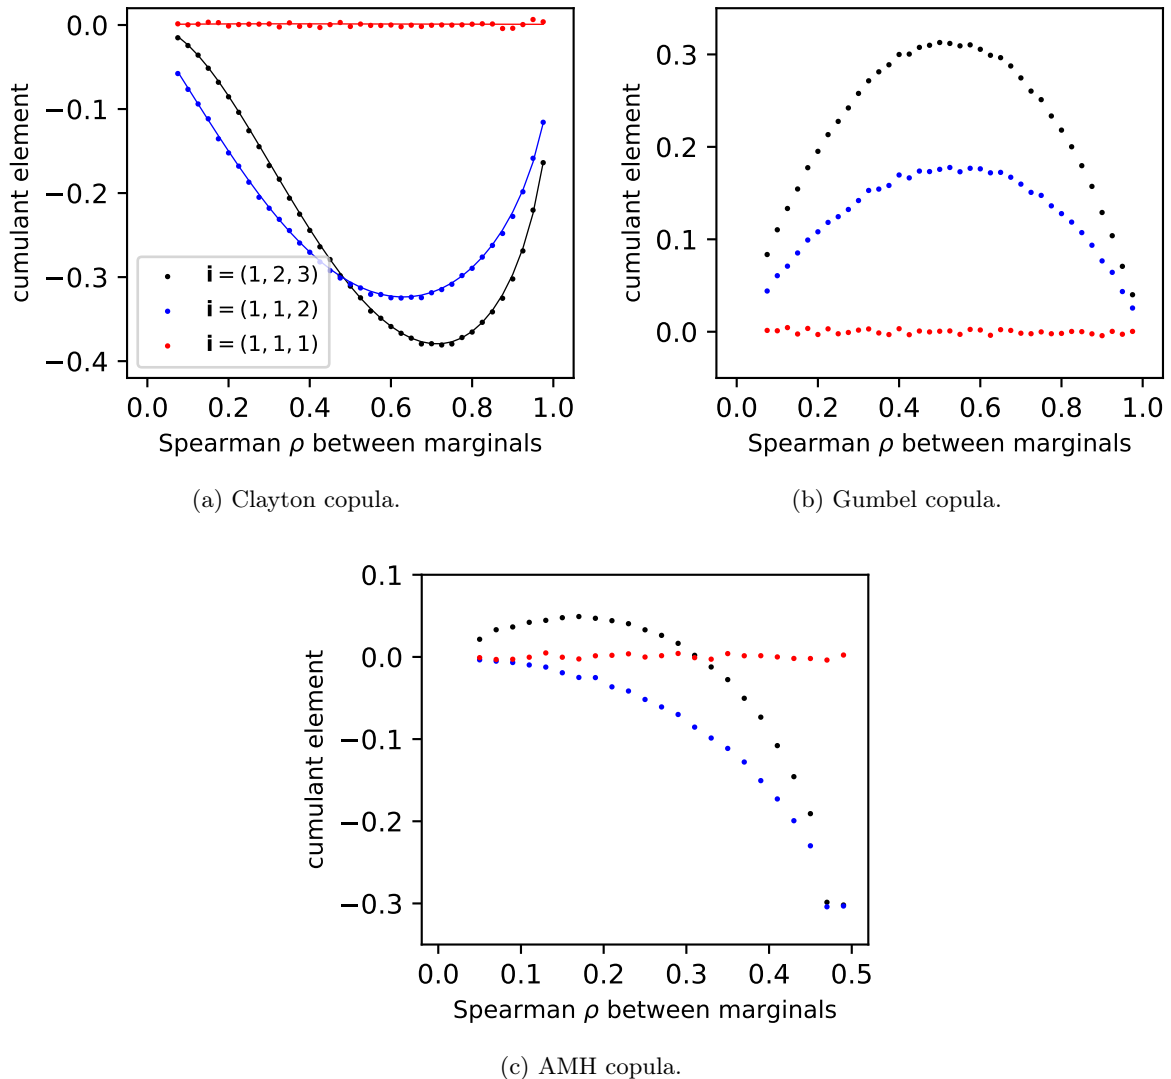 0.0
−0.1
−0.2
−0.3
−0.4
cumulant element
i = (1, 2, 3)
i = (1, 1, 2)
i = (1, 1, 1)
0.0 0.2 0.4 0.6 0.8 1.0
Spearman ρ between marginals
(a) Clayton copula.
0.3
0.2
0.1
0.0
cumulant element
0.0 0.2 0.4 0.6 0.8 1.0
Spearman ρ between marginals
(b) Gumbel copula.
0.1
0.0
−0.1
−0.2
−0.3
cumulant element
0.0 0.1 0.2 0.3 0.4 0.5
Spearman ρ between marginals
(c) AMH copula.